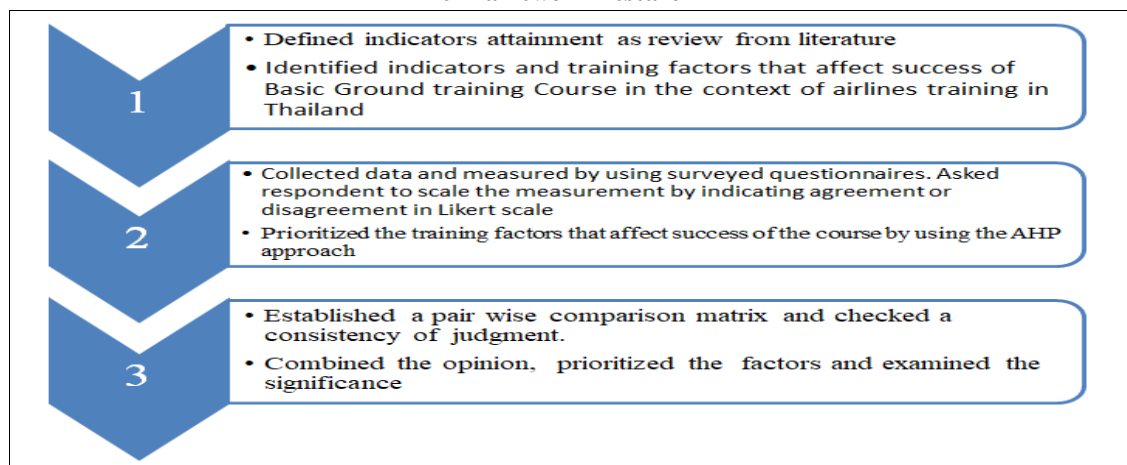 1
• Defined indicators attainment as review from literature
• Identified indicators and training factors that affect success of
Basic Ground training Course in the context of airlines training in
Thailand
2
• Collected data and measured by using surveyed questionnaires. Asked
respondent to scale the measurement by indicating agreement or
disagreement in Likert scale
• Prioritized the training factors that affect success of the course by using the AHP
approach
3
• Established a pair wise comparison matrix and checked a
consistency of judgment.
• Combined the opinion, prioritized the factors and examined the
significance